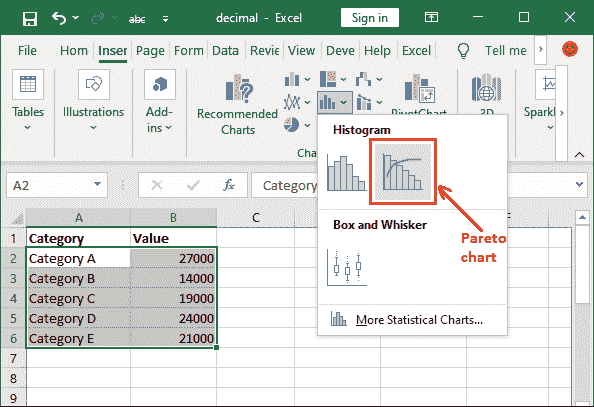 decimal - Excel
Sign in
abc
File Hom Inser Page Form Data Revie View Deve Help Excel Tell me
Tables Illustrations Add-ins Recommended Charts PivotChart 3D Sparkl
Cha
Histogram
Pareto chart
Box and Whisker
More Statistical Charts...
A2 fx Category
A B C F
1 Category Value
2 Category A 27000
3 Category B 14000
4 Category C 19000
5 Category D 24000
6 Category E 21000
7
8
9